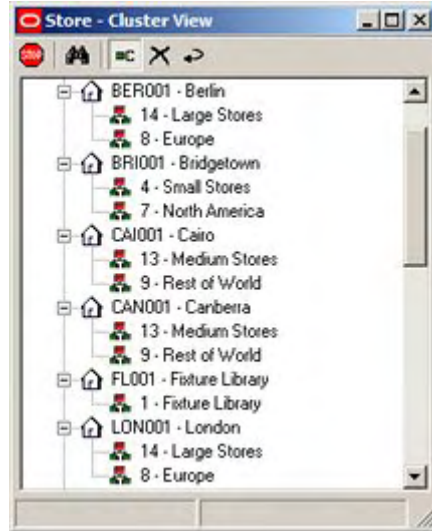 Store - Cluster View
STOP C
BER001 - Berlin
14 - Large Stores
8 - Europe
BRI001 - Bridgetown
4 - Small Stores
7 - North America
CAI001 - Cairo
13 - Medium Stores
9 - Rest of World
CAN001 - Canberra
13 - Medium Stores
9 - Rest of World
FL001 - Fixture Library
1 - Fixture Library
LON001 - London
14 - Large Stores
8 - Europe